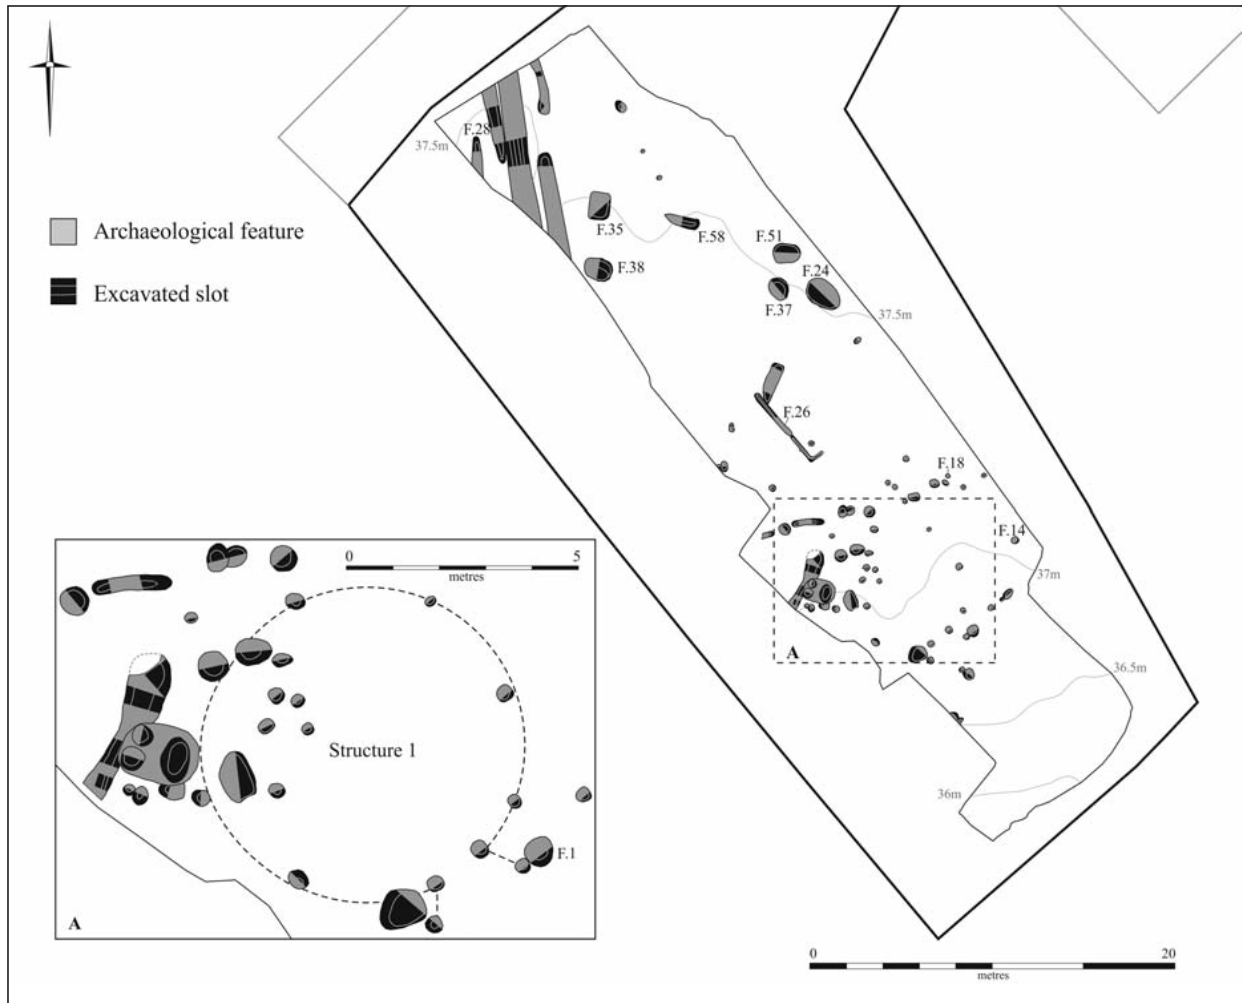 F.28
37.5m
Archaeological feature
F.35
F.58
F.51
F.38
F.24
Excavated slot
F.37
37.5m
F.26
F.18
F.14
37m
A
36.5m
36m
0 5
metres
Structure 1
F.1
A
0 20
metres